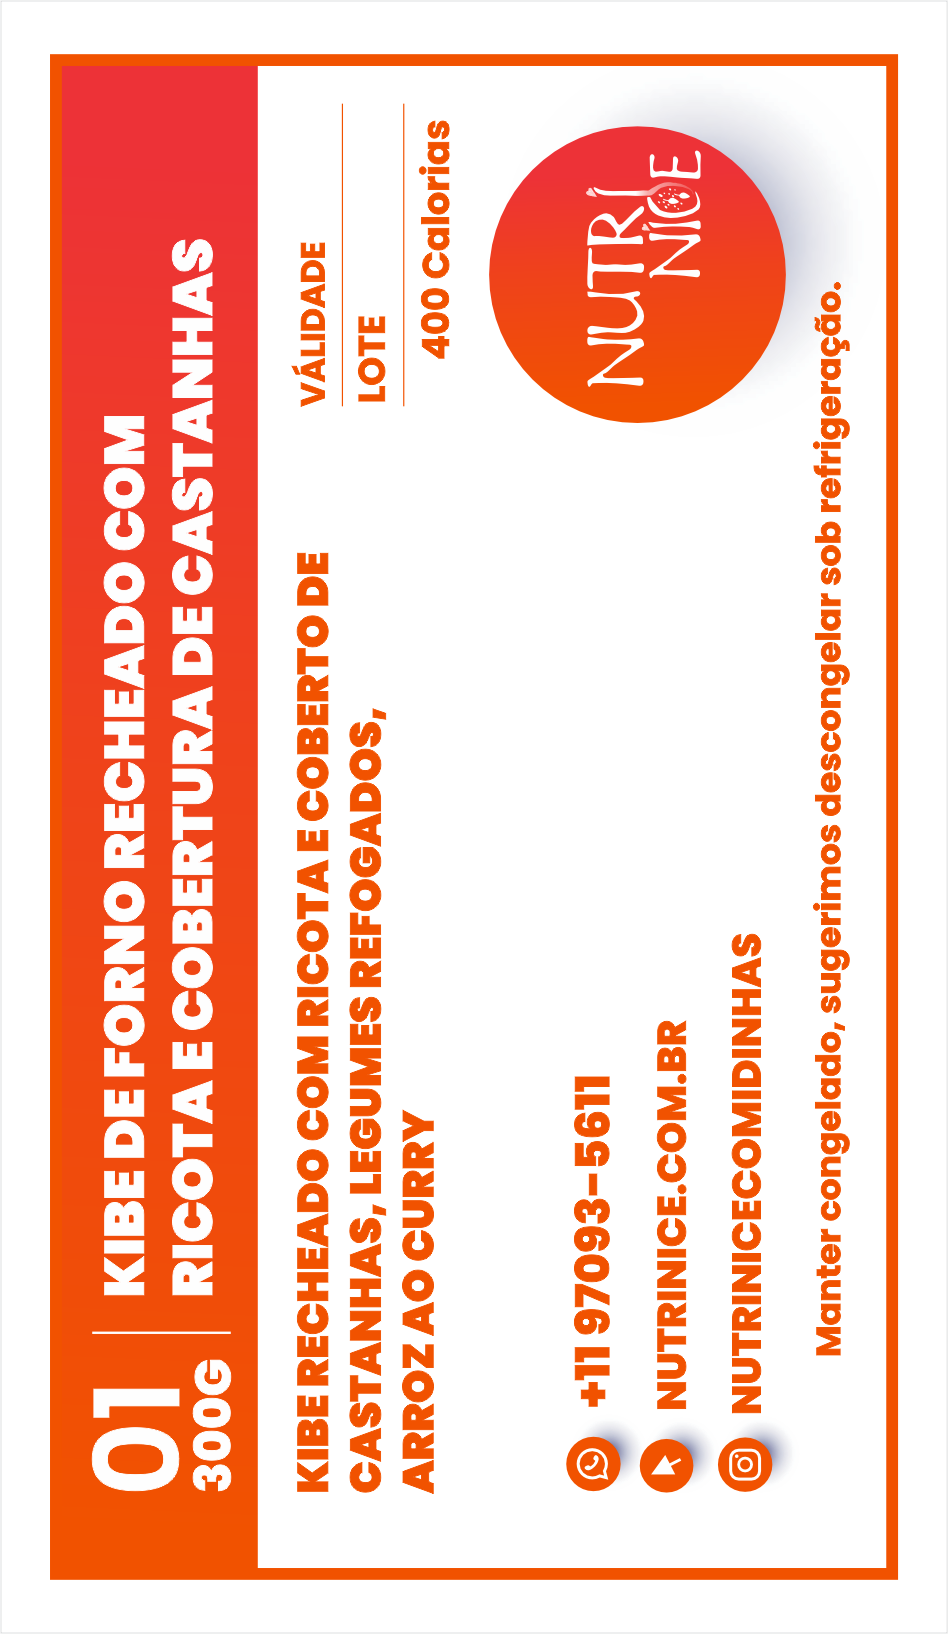 01
300G
KIBE DE FORNO RECHEADO COM
RICOTA E COBERTURA DE CASTANHAS
KIBE RECHEADO COM RICOTA E COBERTO DE
CASTANHAS, LEGUMES REFOGADOS,
ARROZ AO CURRY
VÁLIDADE
LOTE
400 Calorias
+11 97093-5611
NUTRINICE.COM.BR
NUTRINICECOMIDINHAS
NUTRÍ
NICE
Manter congelado, sugerimos descongelar sob refrigeração.